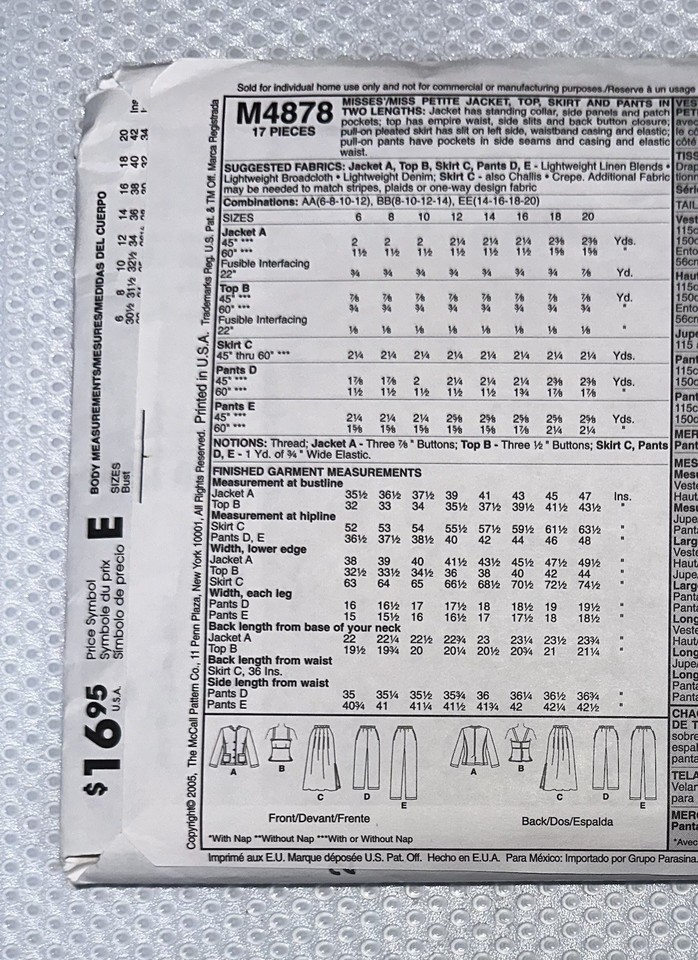 Sold for individual home use only and not for commercial or manufacturing purposes./Reserve à un usage
M4878
17 PIECES
MISSES'/MISS PETITE JACKET, TOP, SKIRT AND PANTS IN
TWO LENGTHS: Jacket has standing collar, side panels and patch
pockets; top has empire waist, side slits and back button closure;
pull-on pleated skirt has slit on left side, waistband casing and elastic;
pull-on pants have pockets in side seams and casing and elastic
waist.
SUGGESTED FABRICS: Jacket A, Top B, Skirt C, Pants D, E - Lightweight Linen Blends •
Lightweight Broadcloth • Lightweight Denim; Skirt C - also Challis • Crepe. Additional Fabric
may be needed to match stripes, plaids or one-way design fabric
Combinations: AA(6-8-10-12), BB(8-10-12-14), EE(14-16-18-20)
SIZES 6 8 10 12 14 16 18 20
Jacket A
45" *** 2 2 2 2¼ 2¼ 2¼ 2⅜ 2⅜ Yds.
60" *** 1½ 1½ 1½ 1½ 1½ 1½ 1⅝ 1⅝ "
Fusible Interfacing
22" ¾ ¾ ¾ ¾ ¾ ¾ ¾ ⅞ Yd.
Top B
45" *** ⅞ ⅞ ⅞ ⅞ ⅞ ⅞ ⅞ ⅞ Yd.
60" *** ¾ ¾ ¾ ¾ ¾ ¾ ¾ ¾ "
Fusible Interfacing
22" ⅛ ⅛ ⅛ ⅛ ⅛ ⅛ ⅛ ⅛ "
Skirt C
45" thru 60" *** 2¼ 2¼ 2¼ 2¼ 2¼ 2¼ 2¼ 2¼ Yds.
Pants D
45" *** 1⅞ 1⅞ 2 2¼ 2¼ 2¼ 2⅜ 2⅜ Yds.
60" *** 1½ 1½ 1½ 1½ 1½ 1¾ 1⅞ 1⅞ "
Pants E
45" *** 2¼ 2¼ 2¼ 2⅝ 2⅝ 2⅝ 2⅝ 2⅝ Yds.
60" *** 1⅝ 1⅝ 1⅝ 1⅝ 1⅝ 1⅞ 2¼ 2¼ "
NOTIONS: Thread; Jacket A - Three ⅞" Buttons; Top B - Three ½" Buttons; Skirt C, Pants
D, E - 1 Yd. of ¾" Wide Elastic.
FINISHED GARMENT MEASUREMENTS
Measurement at bustline
Jacket A 35½ 36½ 37½ 39 41 43 45 47 Ins.
Top B 32 33 34 35½ 37½ 39½ 41½ 43½ "
Measurement at hipline
Skirt C 52 53 54 55½ 57½ 59½ 61½ 63½ "
Pants D, E 36½ 37½ 38½ 40 42 44 46 48 "
Width, lower edge
Jacket A 38 39 40 41½ 43½ 45½ 47½ 49½ "
Top B 32½ 33½ 34½ 36 38 40 42 44 "
Skirt C 63 64 65 66½ 68½ 70½ 72½ 74½ "
Width, each leg
Pants D 16 16½ 17 17½ 18 18½ 19 19½ "
Pants E 15 15½ 16 16½ 17 17½ 18 18½ "
Back length from base of your neck
Jacket A 22 22¼ 22½ 22¾ 23 23¼ 23½ 23¾ "
Top B 19½ 19¾ 20 20¼ 20½ 20¾ 21 21¼ "
Back length from waist
Skirt C, 36 Ins.
Side length from waist
Pants D 35 35¼ 35½ 35¾ 36 36¼ 36½ 36¾ "
Pants E 40¾ 41 41¼ 41½ 41¾ 42 42¼ 42½ "
A B C D E A B C D E
Front/Devant/Frente Back/Dos/Espalda
*With Nap **Without Nap ***With or Without Nap
Imprimé aux E.U. Marque déposée U.S. Pat. Off. Hecho en E.U.A. Para México: Importado por Grupo Parasina.
Copyright© 2005, The McCall Pattern Co., 11 Penn Plaza, New York 10001, All Rights Reserved. Printed in U.S.A. Trademarks Reg. U.S. Pat. & TM Off. Marca Registrada
$16.95 U.S.A.
Price Symbol
Symbole du prix
Símbolo de precio
E
BODY MEASUREMENTS/MESURES/MEDIDAS DEL CUERPO
SIZES 6 8 10 12 14 16 18 20
Bust 30½ 31½ 32½ 34 36 38 40 42 Ins